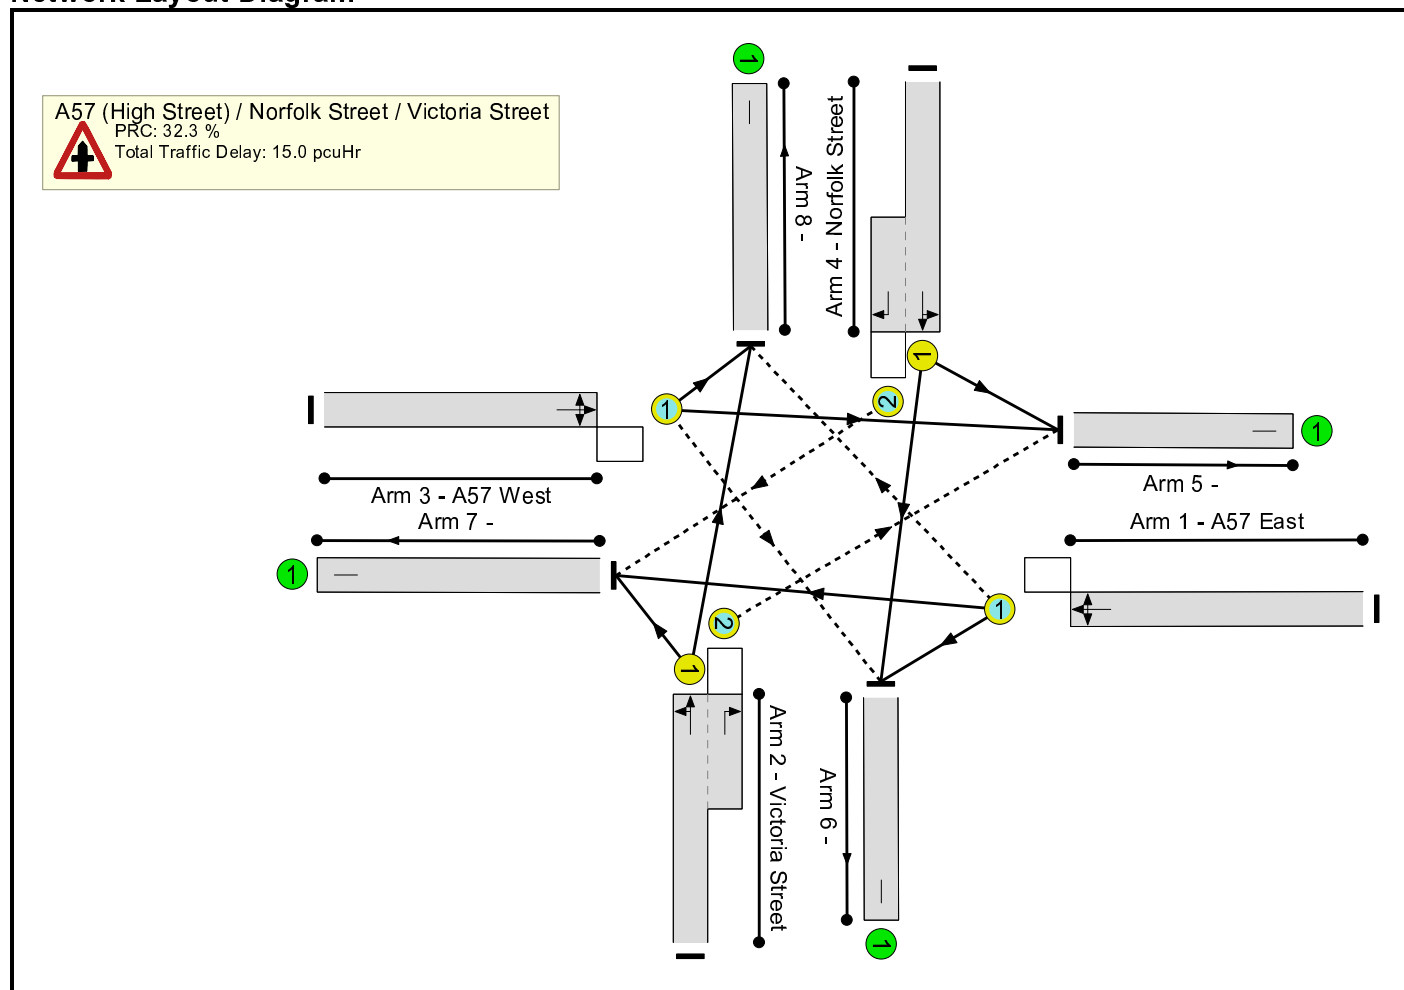 Network Layout Diagram
A57 (High Street) / Norfolk Street / Victoria Street
PRC: 32.3 %
Total Traffic Delay: 15.0 pcuHr
1
Arm 8 -
Arm 4 - Norfolk Street
1
2
1
1
Arm 3 - A57 West
Arm 7 -
Arm 5 -
Arm 1 - A57 East
1
1
2
1
Arm 2 - Victoria Street
Arm 6 -
1